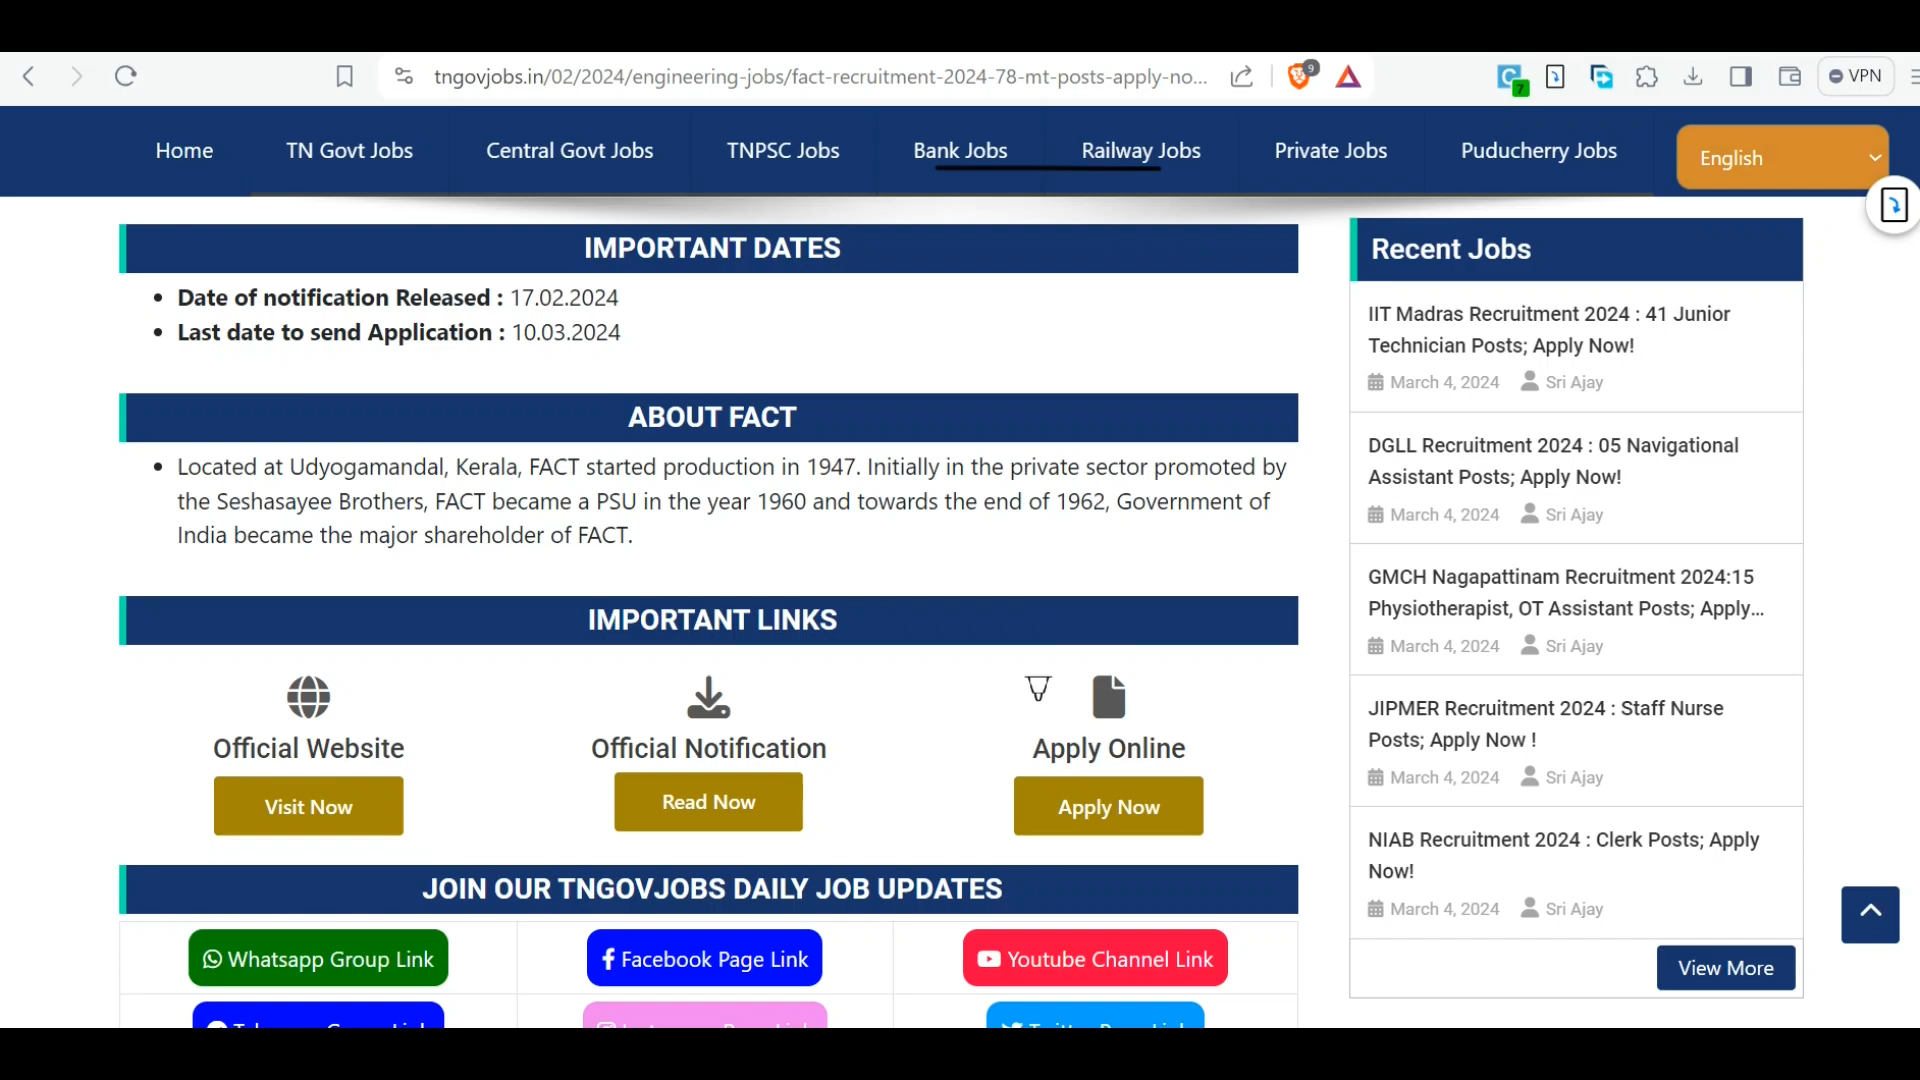 tngovjobs.in/02/2024/engineering-jobs/fact-recruitment-2024-78-mt-posts-apply-no...
9
7
VPN
Home
TN Govt Jobs
Central Govt Jobs
TNPSC Jobs
Bank Jobs
Railway Jobs
Private Jobs
Puducherry Jobs
English
IMPORTANT DATES
Date of notification Released : 17.02.2024
Last date to send Application : 10.03.2024
ABOUT FACT
Located at Udyogamandal, Kerala, FACT started production in 1947. Initially in the private sector promoted by
the Seshasayee Brothers, FACT became a PSU in the year 1960 and towards the end of 1962, Government of
India became the major shareholder of FACT.
IMPORTANT LINKS
Official Website
Visit Now
Official Notification
Read Now
Apply Online
Apply Now
JOIN OUR TNGOVJOBS DAILY JOB UPDATES
Whatsapp Group Link
Facebook Page Link
Youtube Channel Link
Recent Jobs
IIT Madras Recruitment 2024 : 41 Junior
Technician Posts; Apply Now!
March 4, 2024 Sri Ajay
DGLL Recruitment 2024 : 05 Navigational
Assistant Posts; Apply Now!
March 4, 2024 Sri Ajay
GMCH Nagapattinam Recruitment 2024:15
Physiotherapist, OT Assistant Posts; Apply...
March 4, 2024 Sri Ajay
JIPMER Recruitment 2024 : Staff Nurse
Posts; Apply Now !
March 4, 2024 Sri Ajay
NIAB Recruitment 2024 : Clerk Posts; Apply
Now!
March 4, 2024 Sri Ajay
View More